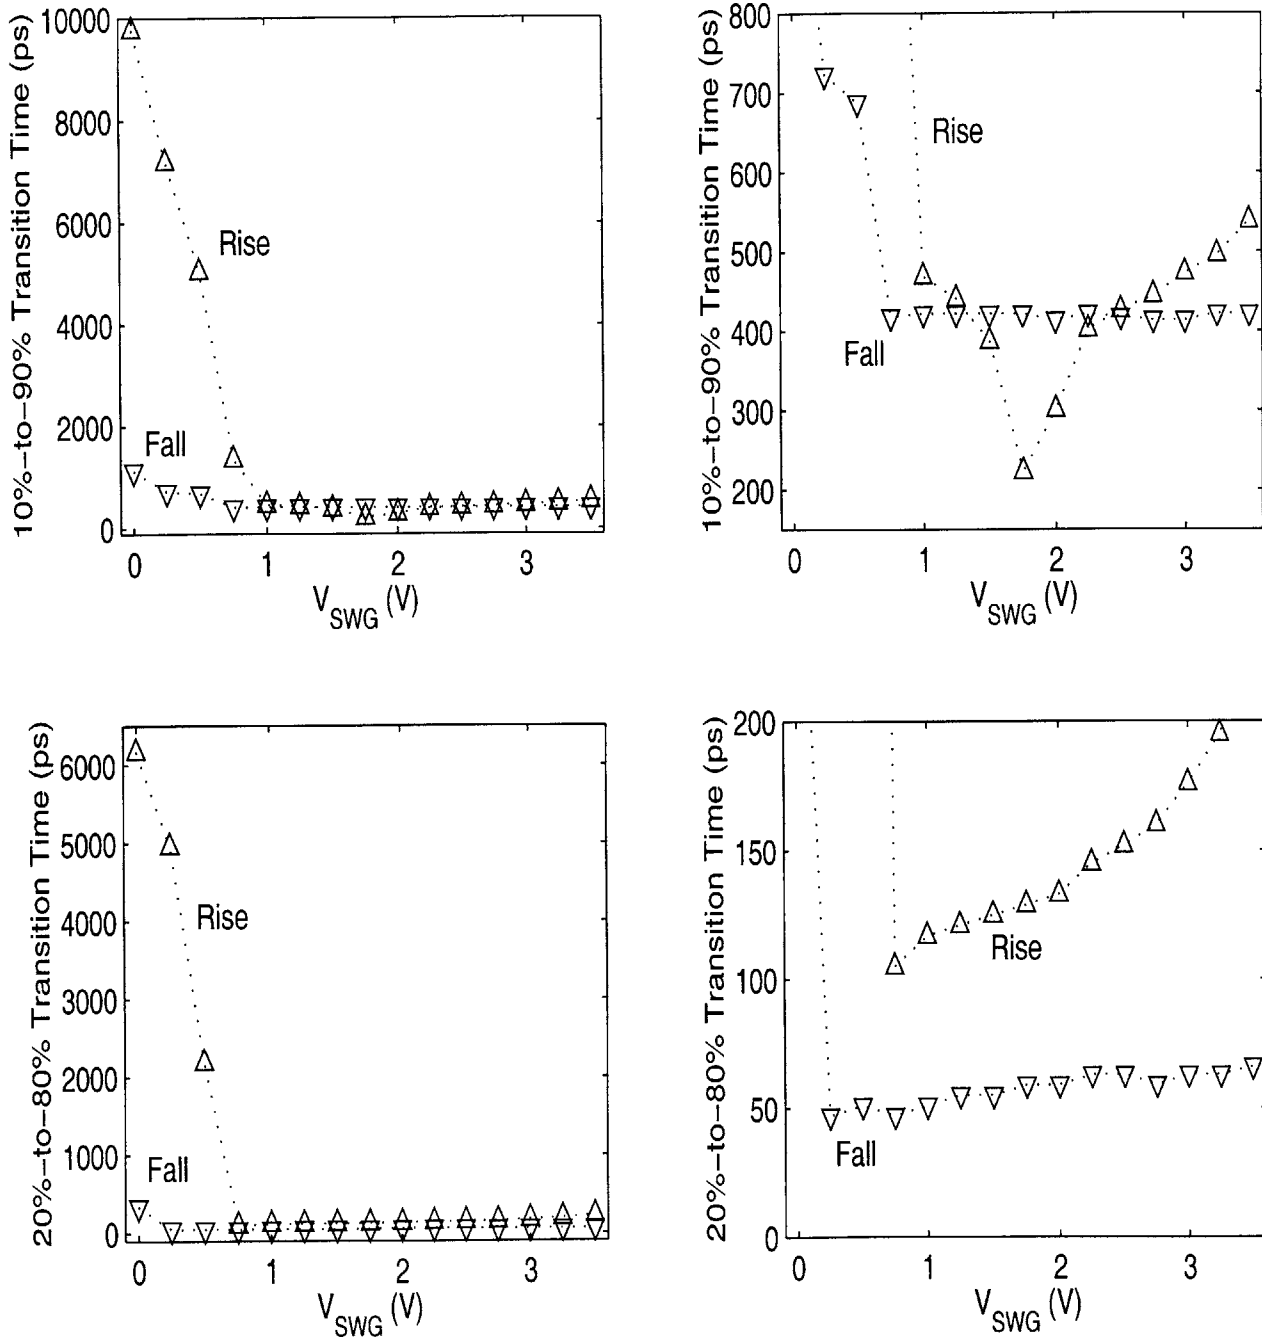 10%-to-90% Transition Time (ps)
10000
8000
6000
4000
2000
0
Rise
Fall
0 1 2 3
V_SWG (V)
10%-to-90% Transition Time (ps)
800
700
600
500
400
300
200
Rise
Fall
0 1 2 3
V_SWG (V)
20%-to-80% Transition Time (ps)
6000
5000
4000
3000
2000
1000
0
Rise
Fall
0 1 2 3
V_SWG (V)
20%-to-80% Transition Time (ps)
200
150
100
50
0
Rise
Fall
0 1 2 3
V_SWG (V)